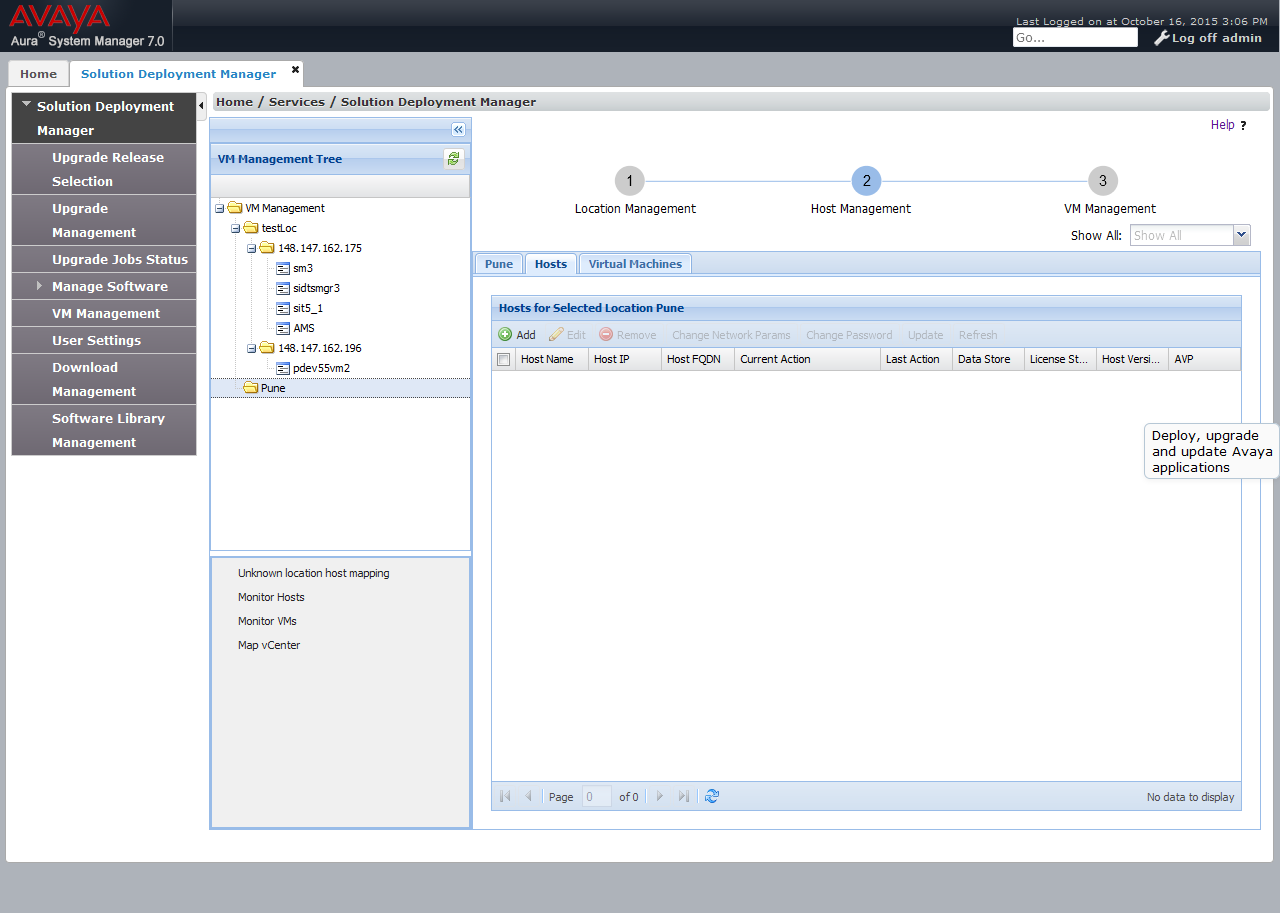 AVAYA
Aura® System Manager 7.0
Last Logged on at October 16, 2015 3:06 PM
Go...
Log off admin
Home
Solution Deployment Manager
Solution Deployment
Manager
Upgrade Release
Selection
Upgrade
Management
Upgrade Jobs Status
Manage Software
VM Management
User Settings
Download
Management
Software Library
Management
Home / Services / Solution Deployment Manager
Help ?
VM Management Tree
VM Management
testLoc
148.147.162.175
sm3
sidtsmgr3
sit5_1
AMS
148.147.162.196
pdev55vm2
Pune
Unknown location host mapping
Monitor Hosts
Monitor VMs
Map vCenter
1
2
3
Location Management
Host Management
VM Management
Show All:
Show All
Pune
Hosts
Virtual Machines
Hosts for Selected Location Pune
Add
Edit
Remove
Change Network Params
Change Password
Update
Refresh
Host Name
Host IP
Host FQDN
Current Action
Last Action
Data Store
License St...
Host Versi...
AVP
Deploy, upgrade
and update Avaya
applications
Page 0 of 0
No data to display